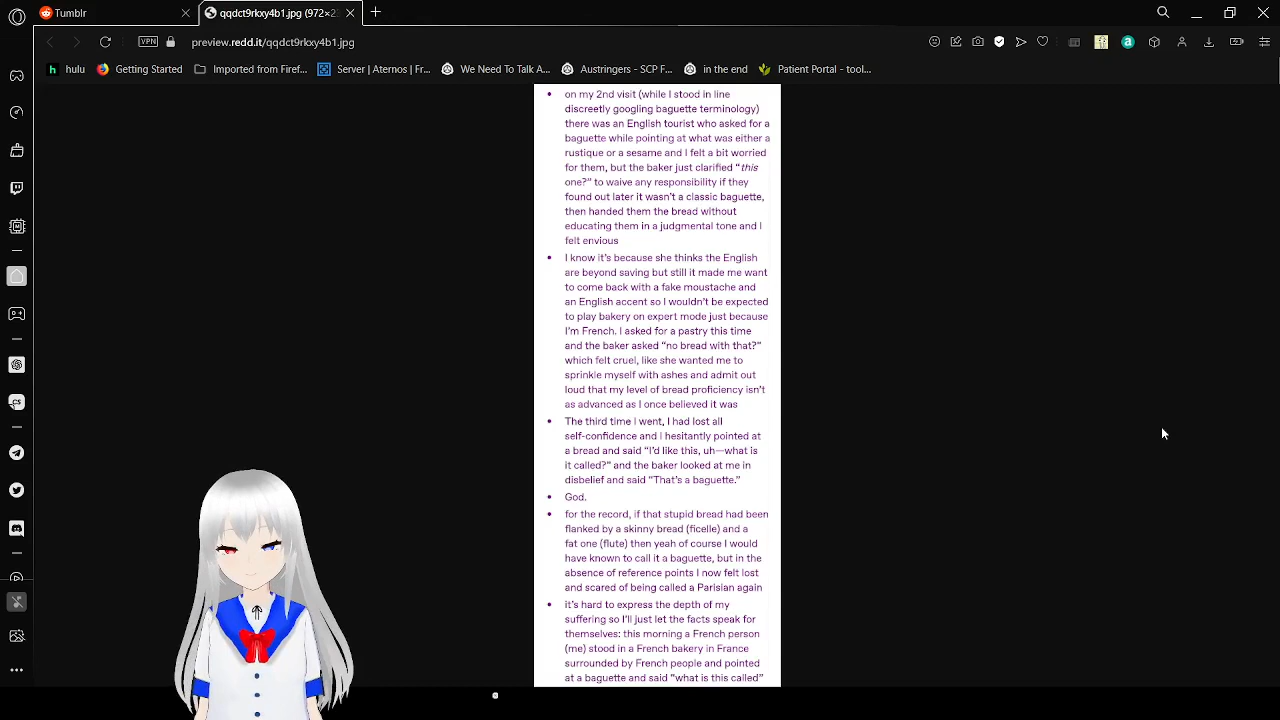 Tumblr
qqdct9rkxy4b1.jpg (972×2
VPN
preview.redd.it/qqdct9rkxy4b1.jpg
hulu
Getting Started
Imported from Firef...
Server | Aternos | Fr...
We Need To Talk A...
Austringers - SCP F...
in the end
Patient Portal - tool...
• on my 2nd visit (while I stood in line
discreetly googling baguette terminology)
there was an English tourist who asked for a
baguette while pointing at what was either a
rustique or a sesame and I felt a bit worried
for them, but the baker just clarified “this
one?” to waive any responsibility if they
found out later it wasn’t a classic baguette,
then handed them the bread without
educating them in a judgmental tone and I
felt envious
• I know it’s because she thinks the English
are beyond saving but still it made me want
to come back with a fake moustache and
an English accent so I wouldn’t be expected
to play bakery on expert mode just because
I’m French. I asked for a pastry this time
and the baker asked “no bread with that?”
which felt cruel, like she wanted me to
sprinkle myself with ashes and admit out
loud that my level of bread proficiency isn’t
as advanced as I once believed it was
• The third time I went, I had lost all
self-confidence and I hesitantly pointed at
a bread and said “I’d like this, uh—what is
it called?” and the baker looked at me in
disbelief and said “That’s a baguette.”
• God.
• for the record, if that stupid bread had been
flanked by a skinny bread (ficelle) and a
fat one (flute) then yeah of course I would
have known to call it a baguette, but in the
absence of reference points I now felt lost
and scared of being called a Parisian again
• it’s hard to express the depth of my
suffering so I’ll just let the facts speak for
themselves: this morning a French person
(me) stood in a French bakery in France
surrounded by French people and pointed
at a baguette and said “what is this called”